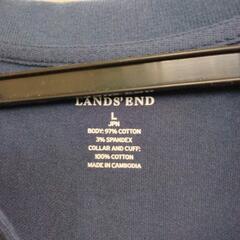 LANDS' END
L
JPN
BODY: 97% COTTON
3% SPANDEX
COLLAR AND CUFF:
100% COTTON
MADE IN CAMBODIA